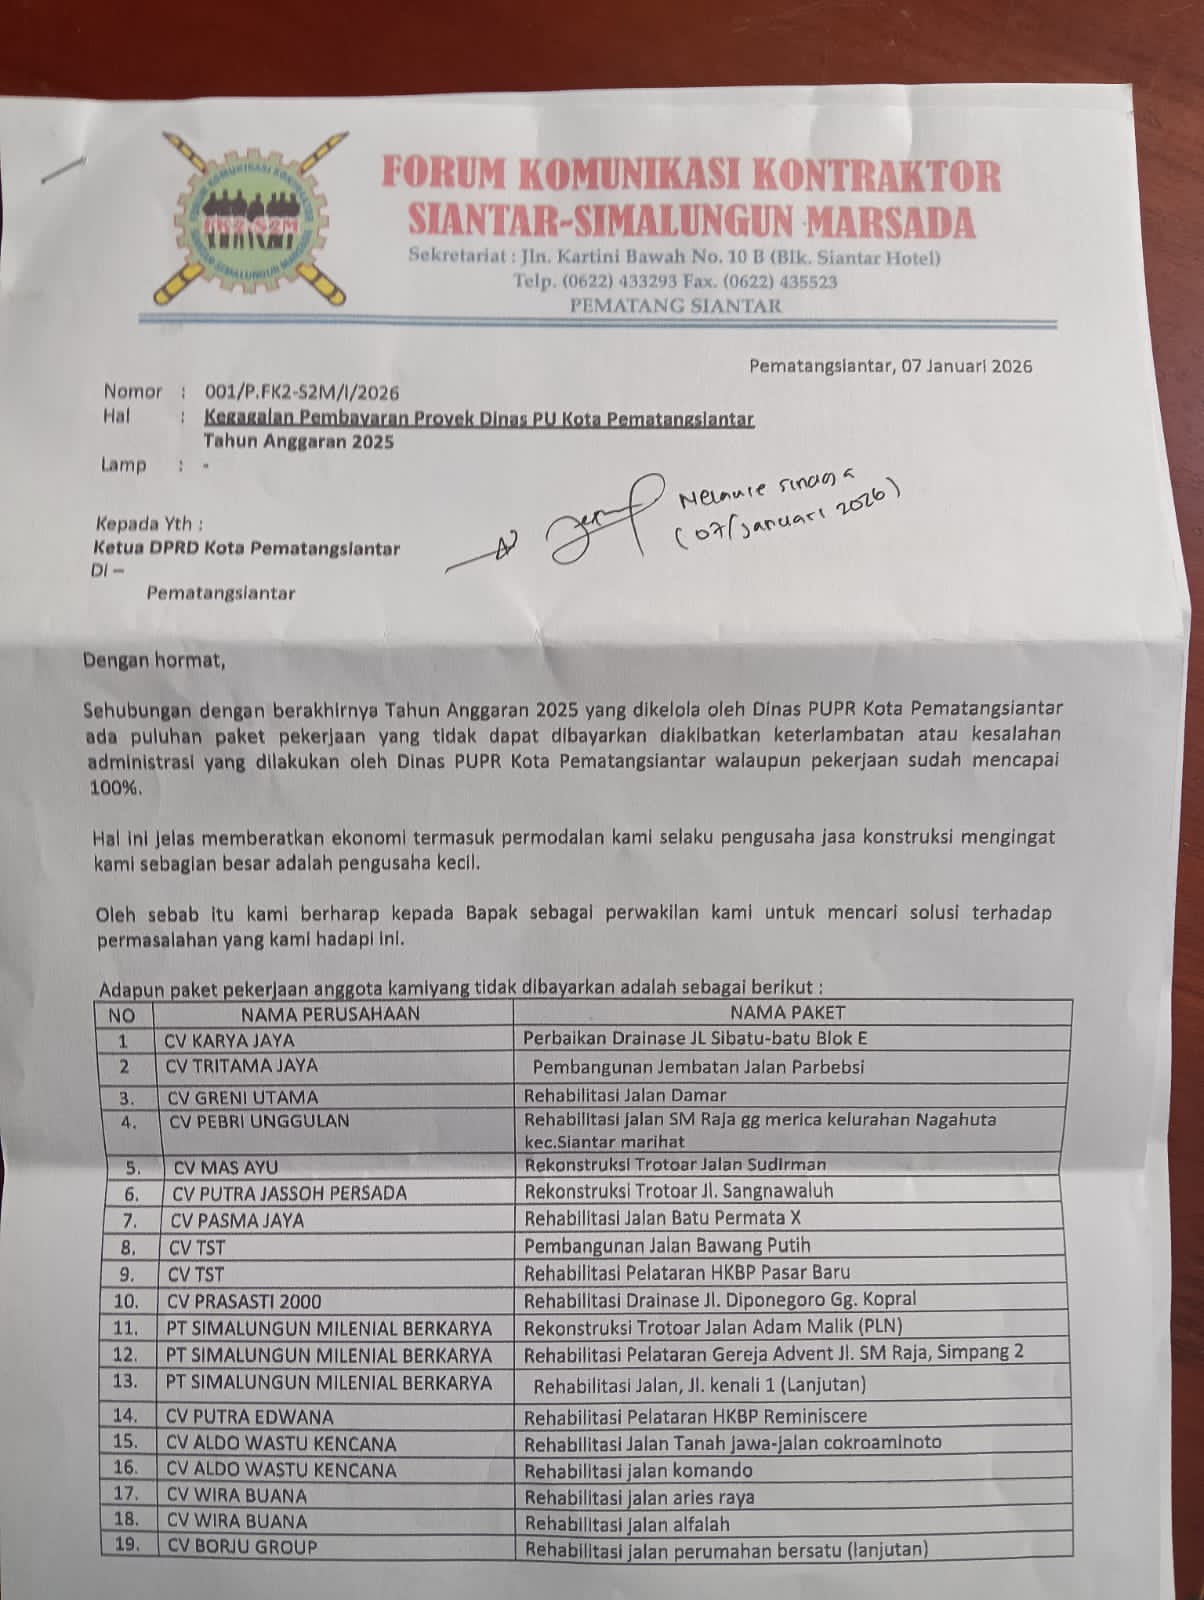 FORUM KOMUNIKASI KONTRAKTOR
SIANTAR-SIMALUNGUN MARSADA
Sekretariat : Jln. Kartini Bawah No. 10 B (Blk. Siantar Hotel)
Telp. (0622) 433293 Fax. (0622) 435523
PEMATANG SIANTAR
FORUM KOMUNIKASI KONTRAKTOR
FK2-S2M
SIANTAR-SIMALUNGUN MARSADA
Pematangsiantar, 07 Januari 2026
Nomor : 001/P.FK2-S2M/I/2026
Hal : Kegagalan Pembayaran Proyek Dinas PU Kota Pematangsiantar
Tahun Anggaran 2025
Lamp : -
Melanie Sinaga
(07/Januari 2026)
Kepada Yth :
Ketua DPRD Kota Pematangsiantar
Di –
Pematangsiantar
Dengan hormat,
Sehubungan dengan berakhirnya Tahun Anggaran 2025 yang dikelola oleh Dinas PUPR Kota Pematangsiantar
ada puluhan paket pekerjaan yang tidak dapat dibayarkan diakibatkan keterlambatan atau kesalahan
administrasi yang dilakukan oleh Dinas PUPR Kota Pematangsiantar walaupun pekerjaan sudah mencapai
100%.
Hal ini jelas memberatkan ekonomi termasuk permodalan kami selaku pengusaha jasa konstruksi mengingat
kami sebagian besar adalah pengusaha kecil.
Oleh sebab itu kami berharap kepada Bapak sebagai perwakilan kami untuk mencari solusi terhadap
permasalahan yang kami hadapi ini.
Adapun paket pekerjaan anggota kamiyang tidak dibayarkan adalah sebagai berikut :
NO NAMA PERUSAHAAN NAMA PAKET
1 CV KARYA JAYA Perbaikan Drainase JL Sibatu-batu Blok E
2 CV TRITAMA JAYA Pembangunan Jembatan Jalan Parbebsi
3. CV GRENI UTAMA Rehabilitasi Jalan Damar
4. CV PEBRI UNGGULAN Rehabilitasi jalan SM Raja gg merica kelurahan Nagahuta
kec.Siantar marihat
5. CV MAS AYU Rekonstruksi Trotoar Jalan Sudirman
6. CV PUTRA JASSOH PERSADA Rekonstruksi Trotoar Jl. Sangnawaluh
7. CV PASMA JAYA Rehabilitasi Jalan Batu Permata X
8. CV TST Pembangunan Jalan Bawang Putih
9. CV TST Rehabilitasi Pelataran HKBP Pasar Baru
10. CV PRASASTI 2000 Rehabilitasi Drainase Jl. Diponegoro Gg. Kopral
11. PT SIMALUNGUN MILENIAL BERKARYA Rekonstruksi Trotoar Jalan Adam Malik (PLN)
12. PT SIMALUNGUN MILENIAL BERKARYA Rehabilitasi Pelataran Gereja Advent Jl. SM Raja, Simpang 2
13. PT SIMALUNGUN MILENIAL BERKARYA Rehabilitasi Jalan, Jl. kenali 1 (Lanjutan)
14. CV PUTRA EDWANA Rehabilitasi Pelataran HKBP Reminiscere
15. CV ALDO WASTU KENCANA Rehabilitasi Jalan Tanah jawa-jalan cokroaminoto
16. CV ALDO WASTU KENCANA Rehabilitasi jalan komando
17. CV WIRA BUANA Rehabilitasi jalan aries raya
18. CV WIRA BUANA Rehabilitasi jalan alfalah
19. CV BORJU GROUP Rehabilitasi jalan perumahan bersatu (lanjutan)